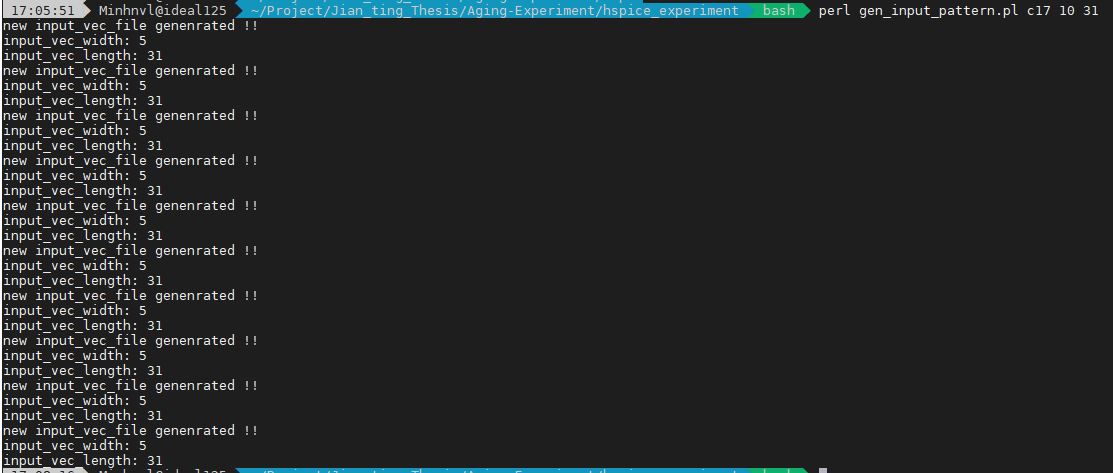 17:05:51 Minhnvl@ideal125 ~/Project/Jian_ting_Thesis/Aging-Experiment/hspice_experiment bash perl gen_input_pattern.pl c17 10 31
new input_vec_file genenrated !!
input_vec_width: 5
input_vec_length: 31
new input_vec_file genenrated !!
input_vec_width: 5
input_vec_length: 31
new input_vec_file genenrated !!
input_vec_width: 5
input_vec_length: 31
new input_vec_file genenrated !!
input_vec_width: 5
input_vec_length: 31
new input_vec_file genenrated !!
input_vec_width: 5
input_vec_length: 31
new input_vec_file genenrated !!
input_vec_width: 5
input_vec_length: 31
new input_vec_file genenrated !!
input_vec_width: 5
input_vec_length: 31
new input_vec_file genenrated !!
input_vec_width: 5
input_vec_length: 31
new input_vec_file genenrated !!
input_vec_width: 5
input_vec_length: 31
new input_vec_file genenrated !!
input_vec_width: 5
input_vec_length: 31